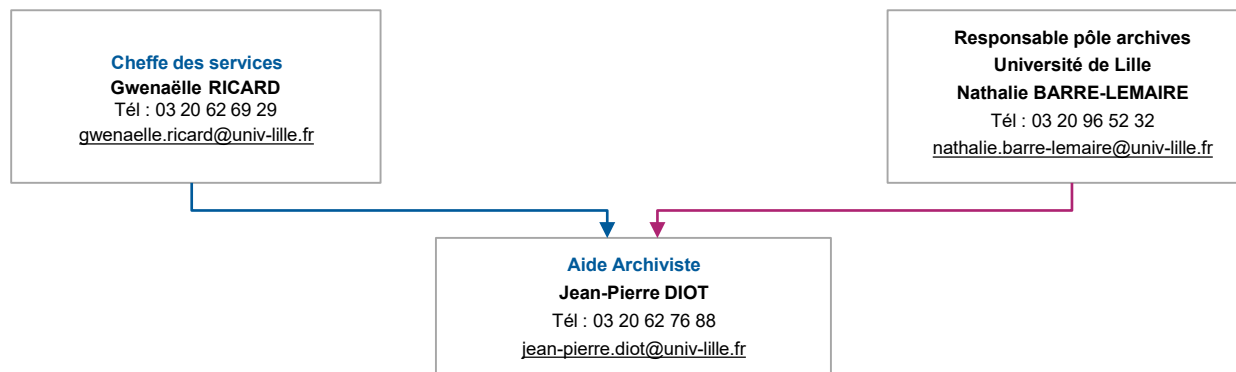 Cheffe des services
Gwenaëlle RICARD
Tél : 03 20 62 69 29
gwenaelle.ricard@univ-lille.fr
Responsable pôle archives
Université de Lille
Nathalie BARRE-LEMAIRE
Tél : 03 20 96 52 32
nathalie.barre-lemaire@univ-lille.fr
Aide Archiviste
Jean-Pierre DIOT
Tél : 03 20 62 76 88
jean-pierre.diot@univ-lille.fr